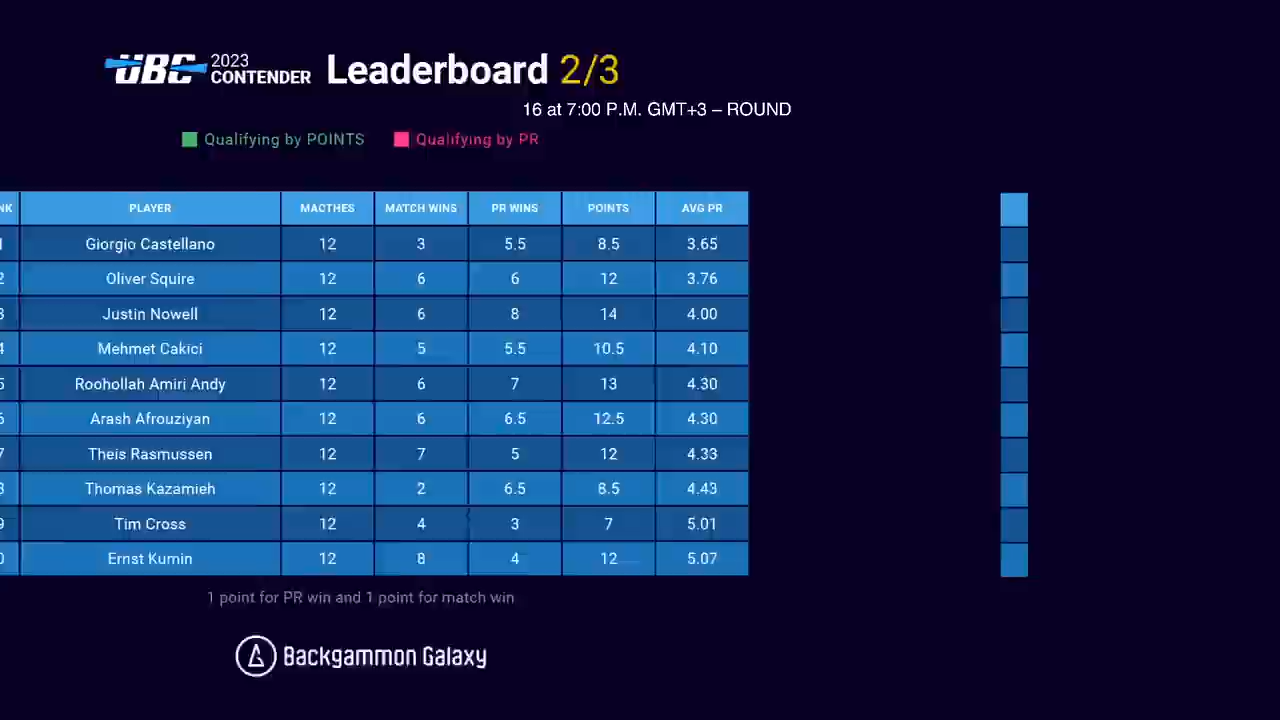 UBC 2023 CONTENDER Leaderboard 2/3
16 at 7:00 P.M. GMT+3 – ROUND
Qualifying by POINTS Qualifying by PR
PLAYER MACTHES MATCH WINS PR WINS POINTS AVG PR
Giorgio Castellano 12 3 5.5 8.5 3.65
Oliver Squire 12 6 6 12 3.76
Justin Nowell 12 6 8 14 4.00
Mehmet Cakici 12 5 5.5 10.5 4.10
Roohollah Amiri Andy 12 6 7 13 4.30
Arash Afrouziyan 12 6 6.5 12.5 4.30
Theis Rasmussen 12 7 5 12 4.33
Thomas Kazamieh 12 2 6.5 8.5 4.43
Tim Cross 12 4 3 7 5.01
Ernst Kumin 12 8 4 12 5.07
1 point for PR win and 1 point for match win
Backgammon Galaxy